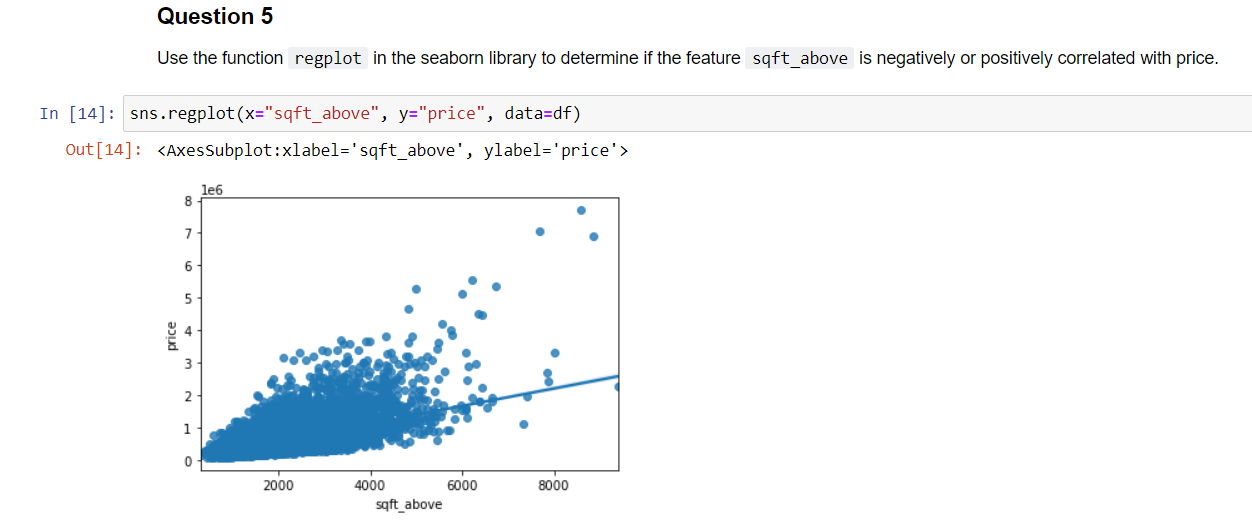 Question 5
Use the function regplot in the seaborn library to determine if the feature sqft_above is negatively or positively correlated with price.
In [14]: sns.regplot(x="sqft_above", y="price", data=df)
Out[14]: <AxesSubplot:xlabel='sqft_above', ylabel='price'>
1e6
8
7
6
5
4
3
2
1
0
price
2000 4000 6000 8000
sqft_above